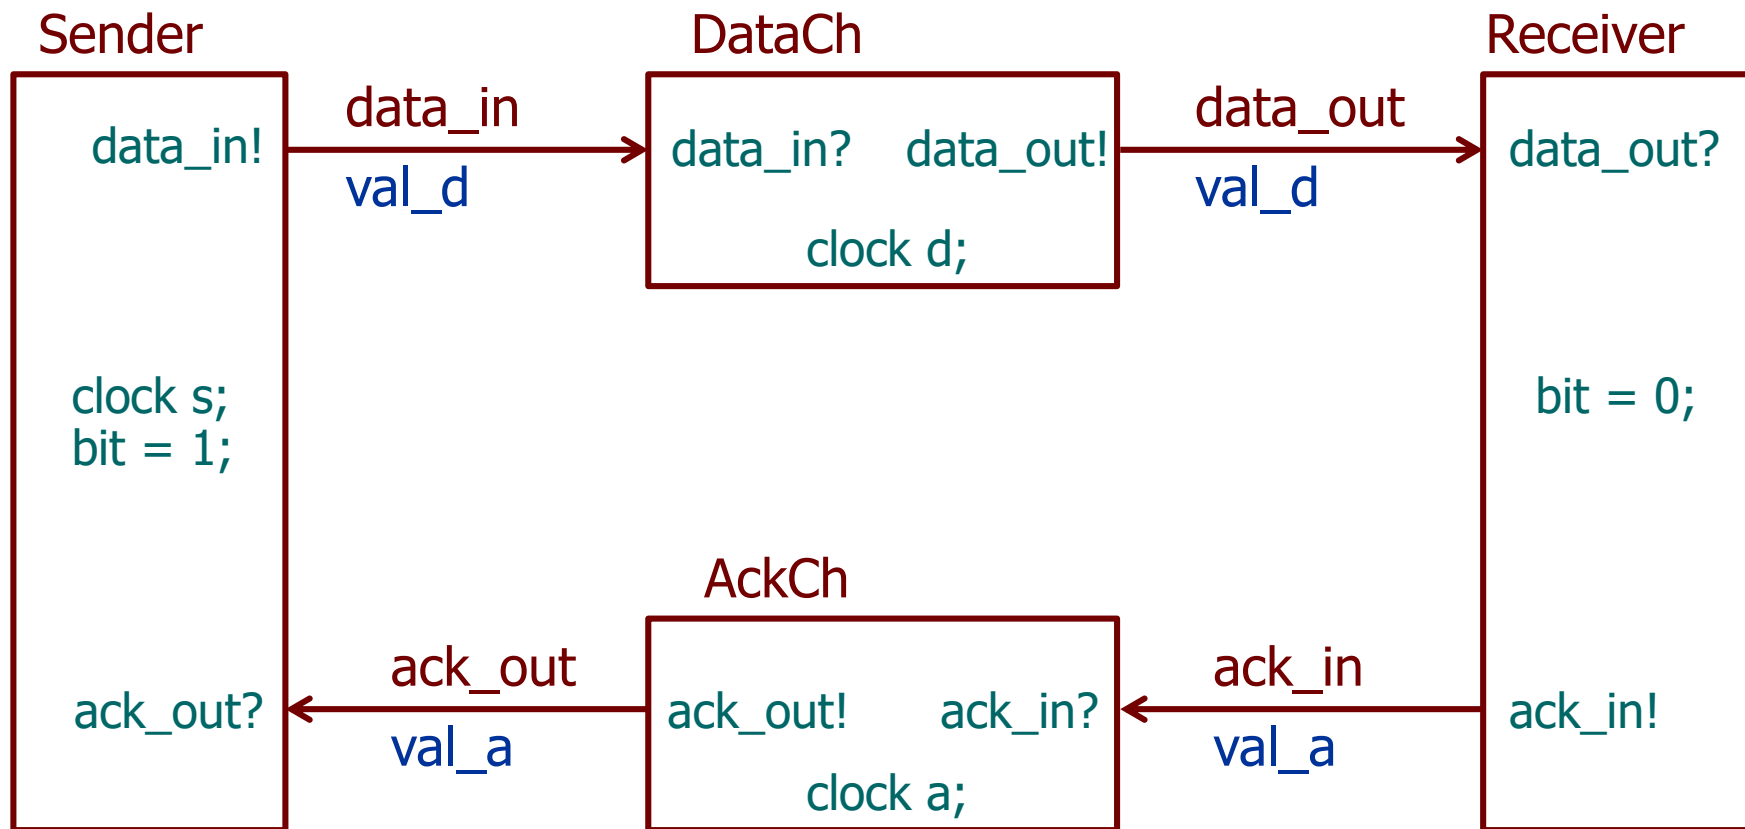 Sender
DataCh
Receiver
data_in
data_out
data_in!
data_in?
data_out!
data_out?
val_d
val_d
clock d;
clock s;
bit = 1;
bit = 0;
AckCh
ack_out
ack_in
ack_out?
ack_out!
ack_in?
ack_in!
val_a
val_a
clock a;